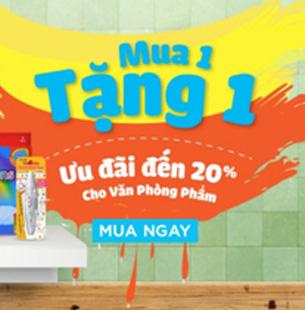 Mua 1
Tặng 1
Ưu đãi đến 20%
Cho Văn Phòng Phẩm
MUA NGAY